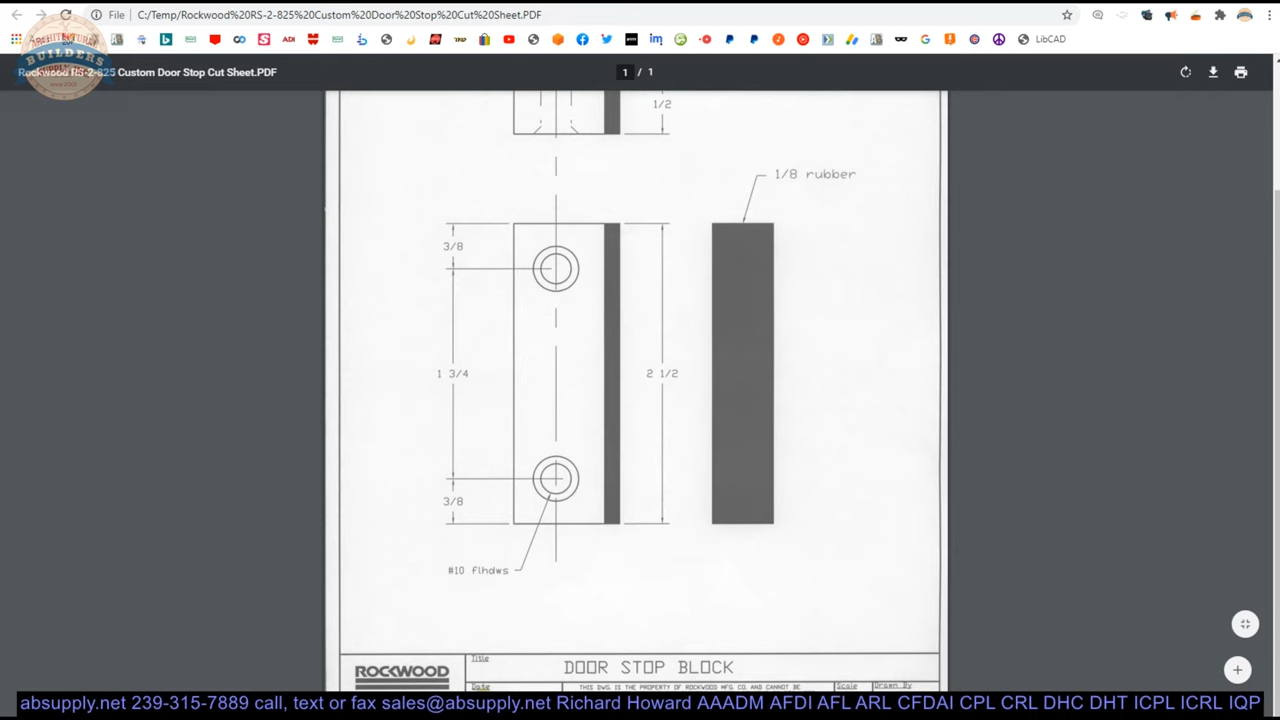 File C:/Temp/Rockwood%20RS-2-825%20Custom%20Door%20Stop%20Cut%20Sheet.PDF
LibCAD
ARCHITECTURAL
BUILDERS
Rockwood RS-2-825 Custom Door Stop Cut Sheet.PDF
1 / 1
1/2
1/8 rubber
3/8
1 3/4
2 1/2
3/8
#10 flhdws
ROCKWOOD
Title
DOOR STOP BLOCK
Date
THIS DWG. IS THE PROPERTY OF ROCKWOOD MFG. CO. AND CANNOT BE
Scale
Drawn By
absupply.net 239-315-7889 call, text or fax sales@absupply.net Richard Howard AAADM AFDI AFL ARL CFDAI CPL CRL DHC DHT ICPL ICRL IQP